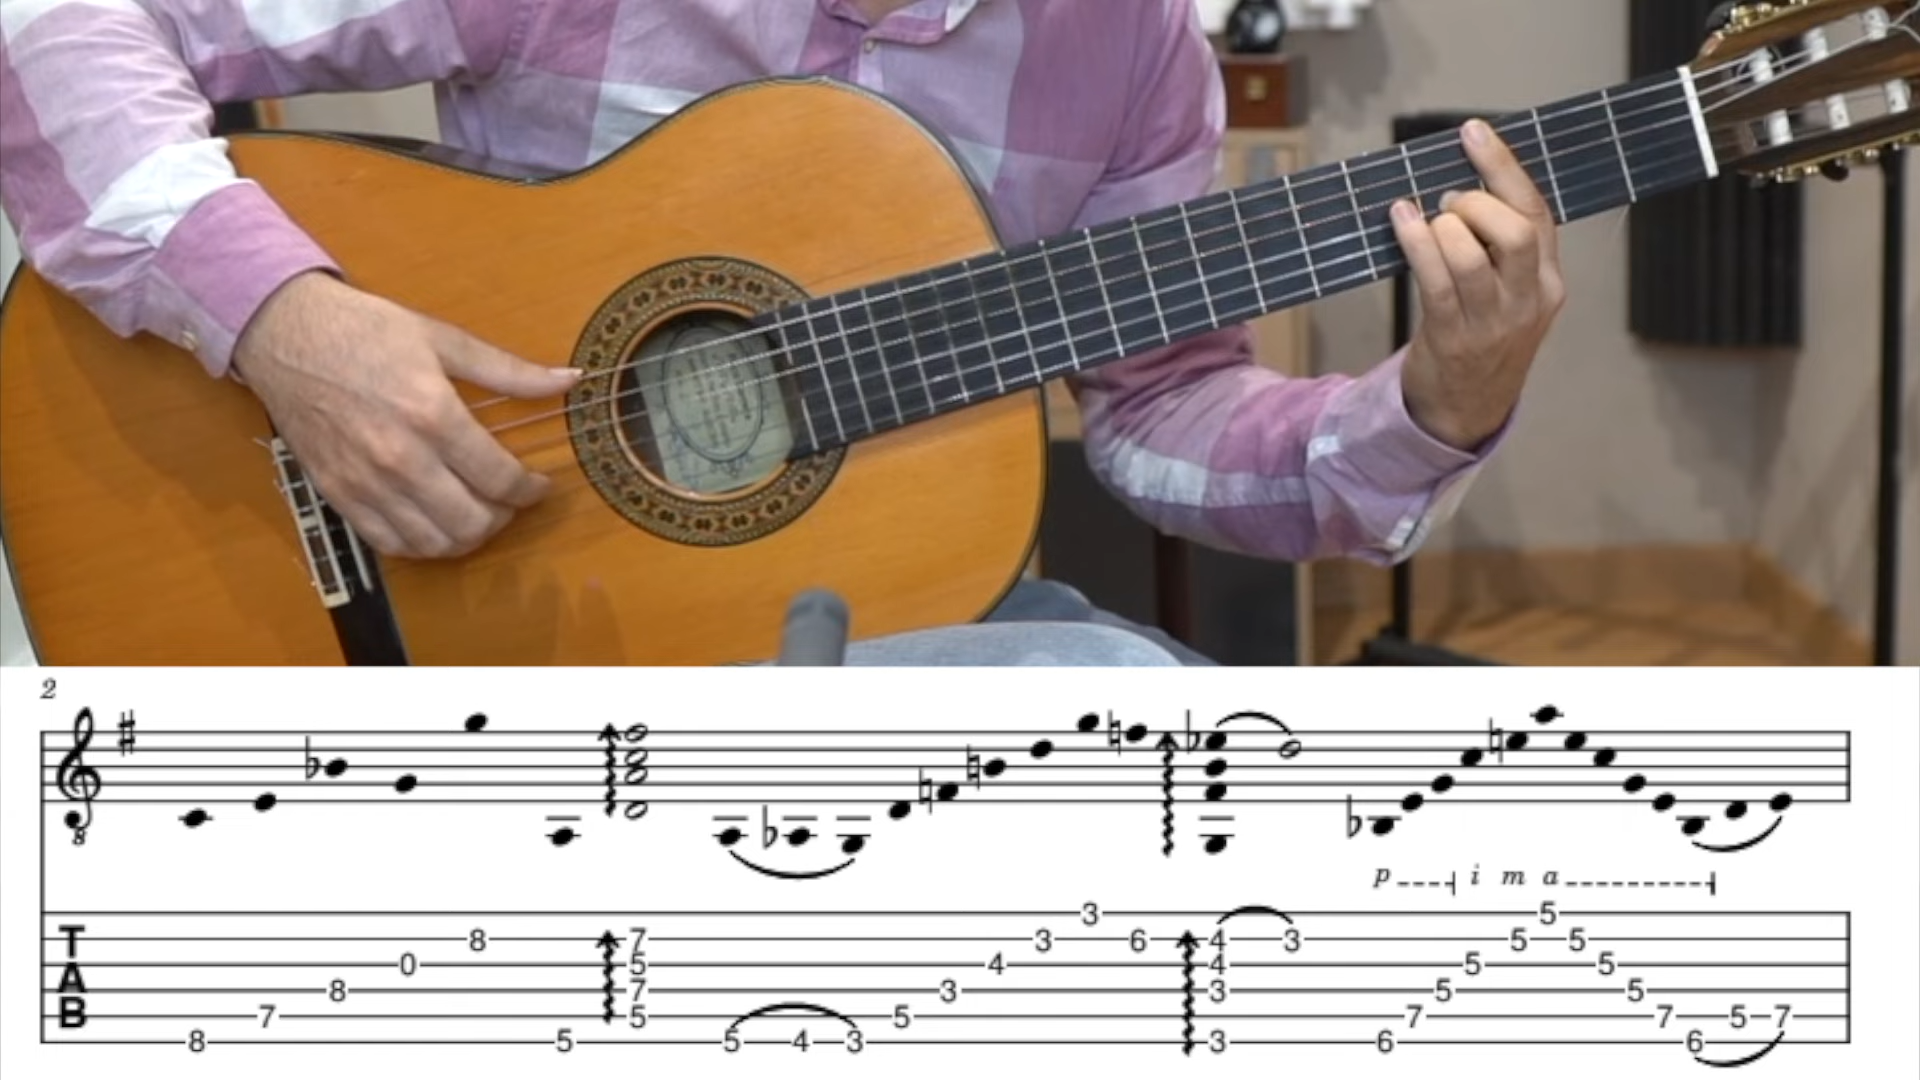 2
8
p i m a
3 5
T 8 7 3 6 4 3 5 5
0 5 4 4 5 5
A 8 7 3 3 5 5
B 7 5 5 7 7 5 7
8 5 5 4 3 3 6 6